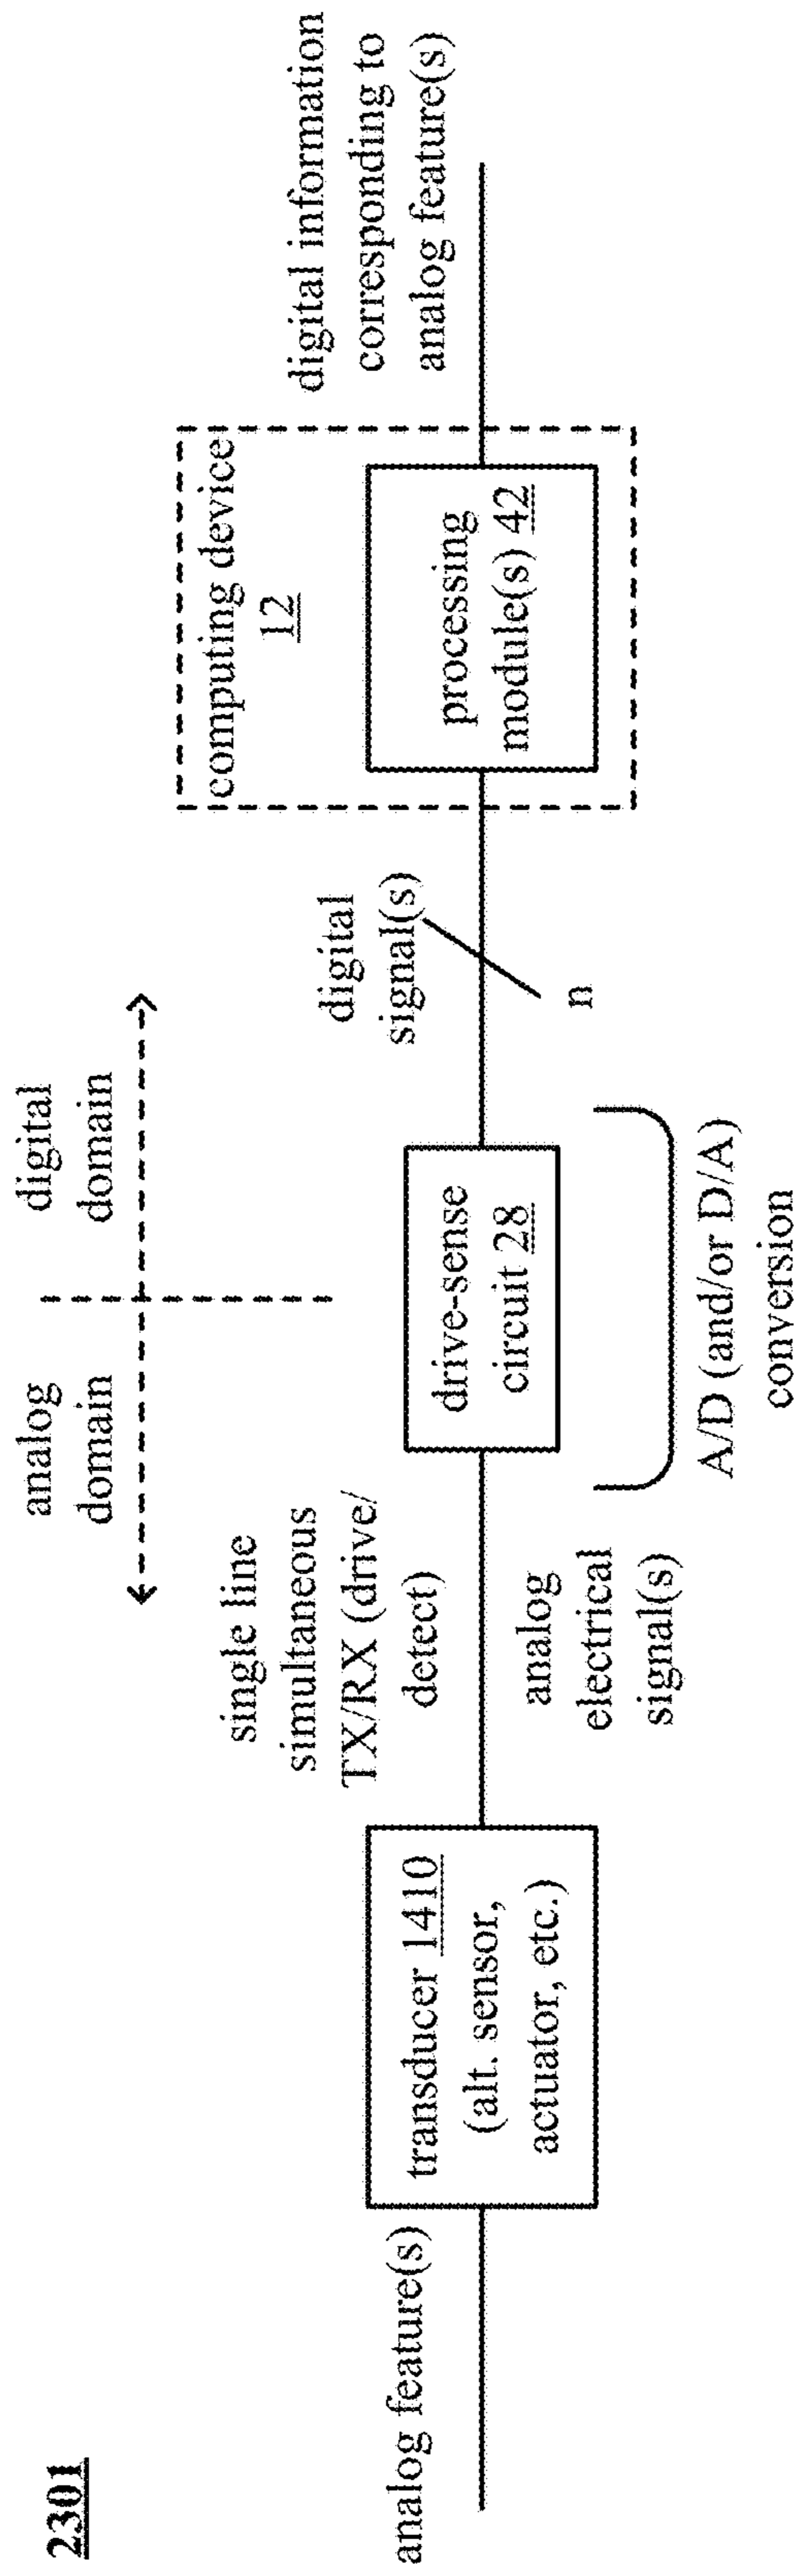 2301
analog
domain
digital
domain
analog feature(s)
transducer 1410
(alt. sensor,
actuator, etc.)
single line
simultaneous
TX/RX (drive/
detect)
analog
electrical
signal(s)
drive-sense
circuit 28
A/D (and/or D/A)
conversion
digital
signal(s)
n
computing device
12
processing
module(s) 42
digital information
corresponding to
analog feature(s)